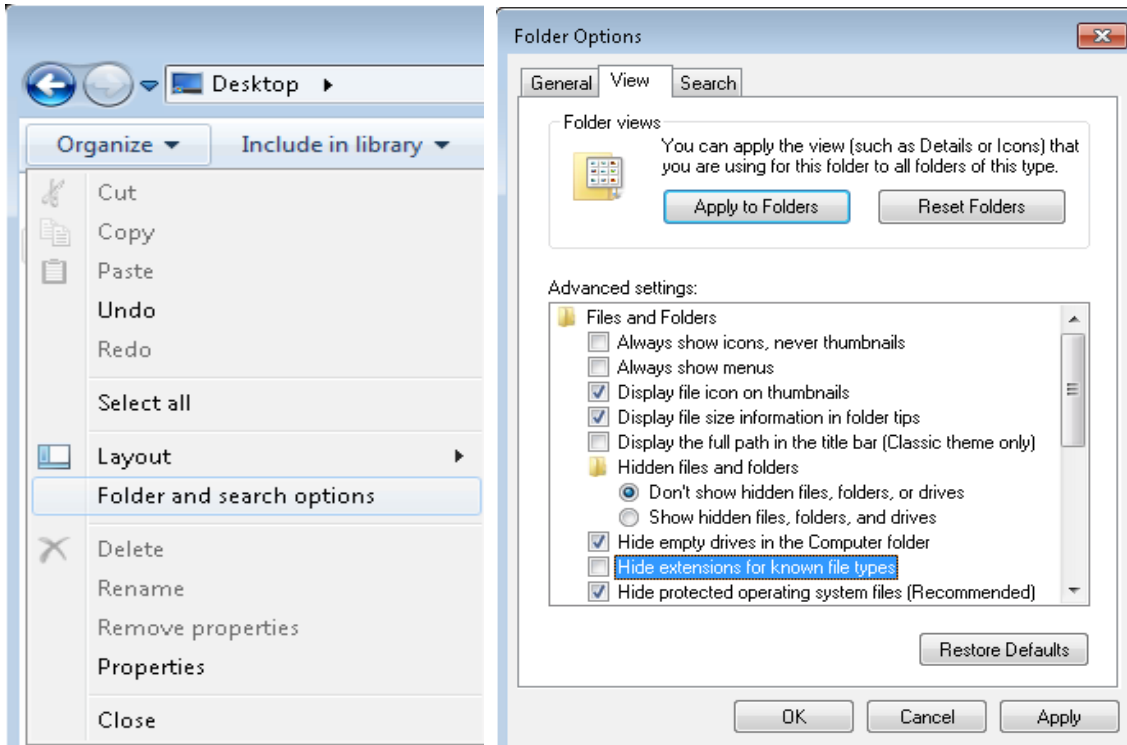 Desktop
Organize
Include in library
Cut
Copy
Paste
Undo
Redo
Select all
Layout
Folder and search options
Delete
Rename
Remove properties
Properties
Close
Folder Options
General
View
Search
Folder views
You can apply the view (such as Details or Icons) that
you are using for this folder to all folders of this type.
Apply to Folders
Reset Folders
Advanced settings:
Files and Folders
Always show icons, never thumbnails
Always show menus
Display file icon on thumbnails
Display file size information in folder tips
Display the full path in the title bar (Classic theme only)
Hidden files and folders
Don't show hidden files, folders, or drives
Show hidden files, folders, and drives
Hide empty drives in the Computer folder
Hide extensions for known file types
Hide protected operating system files (Recommended)
Restore Defaults
OK
Cancel
Apply